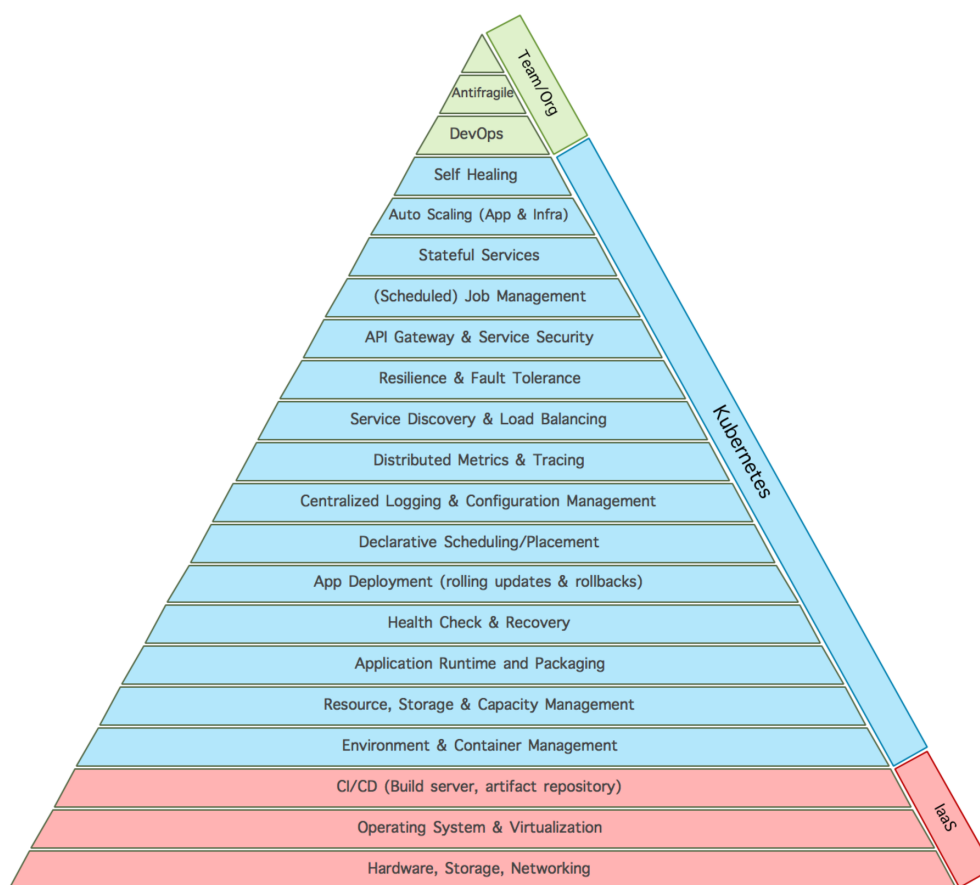 Team/Org
Antifragile
DevOps
Self Healing
Auto Scaling (App & Infra)
Stateful Services
(Scheduled) Job Management
API Gateway & Service Security
Resilience & Fault Tolerance
Service Discovery & Load Balancing
Kubernetes
Distributed Metrics & Tracing
Centralized Logging & Configuration Management
Declarative Scheduling/Placement
App Deployment (rolling updates & rollbacks)
Health Check & Recovery
Application Runtime and Packaging
Resource, Storage & Capacity Management
Environment & Container Management
CI/CD (Build server, artifact repository)
IaaS
Operating System & Virtualization
Hardware, Storage, Networking